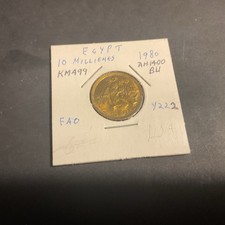 EGYPT
10 MILLIEMES
1980
KM499
AH1400
BU
FAO
Y222